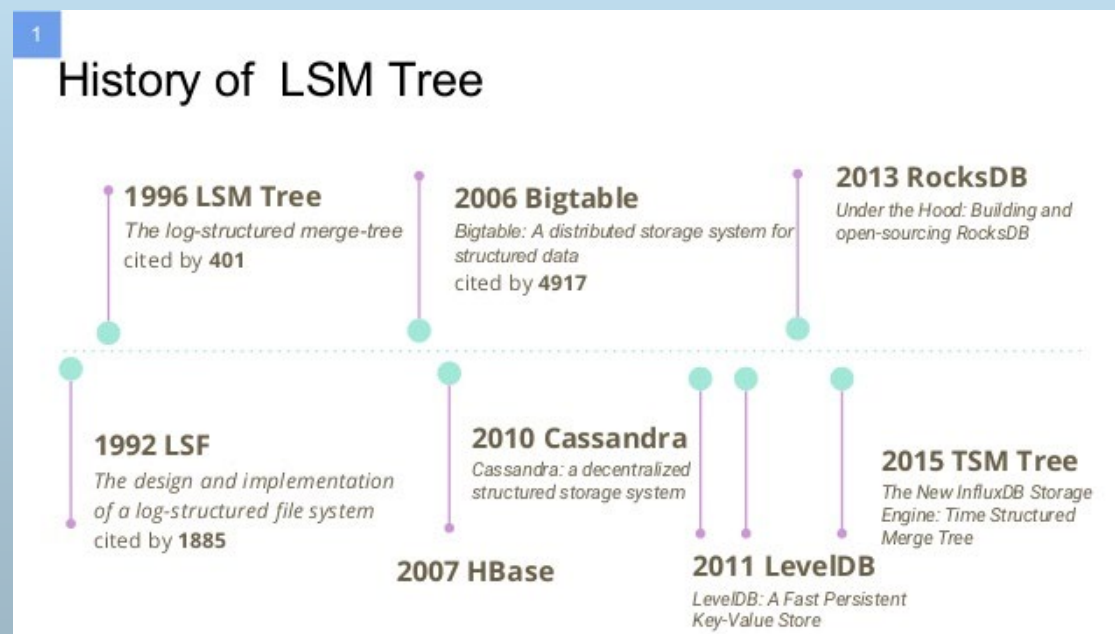 1
History of LSM Tree
1996 LSM Tree
The log-structured merge-tree
cited by 401
2006 Bigtable
Bigtable: A distributed storage system for
structured data
cited by 4917
2013 RocksDB
Under the Hood: Building and
open-sourcing RocksDB
1992 LSF
The design and implementation
of a log-structured file system
cited by 1885
2007 HBase
2010 Cassandra
Cassandra: a decentralized
structured storage system
2011 LevelDB
LevelDB: A Fast Persistent
Key-Value Store
2015 TSM Tree
The New InfluxDB Storage
Engine: Time Structured
Merge Tree